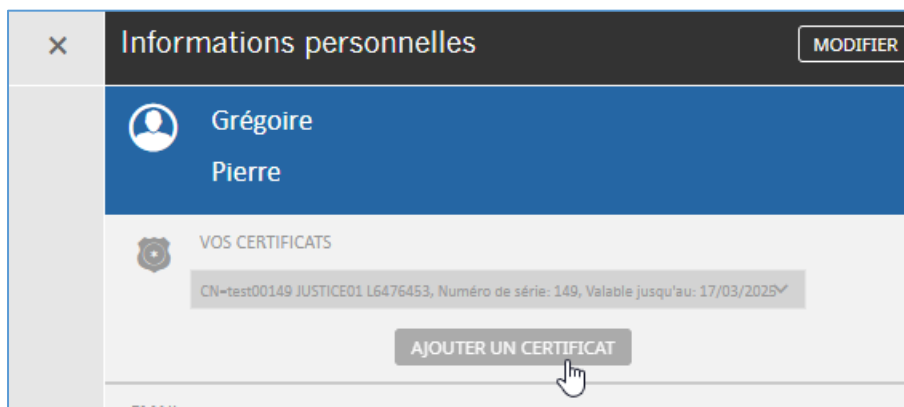 ×
Informations personnelles
MODIFIER
Grégoire
Pierre
VOS CERTIFICATS
CN=test00149 JUSTICE01 L6476453, Numéro de série: 149, Valable jusqu'au: 17/03/2025
AJOUTER UN CERTIFICAT